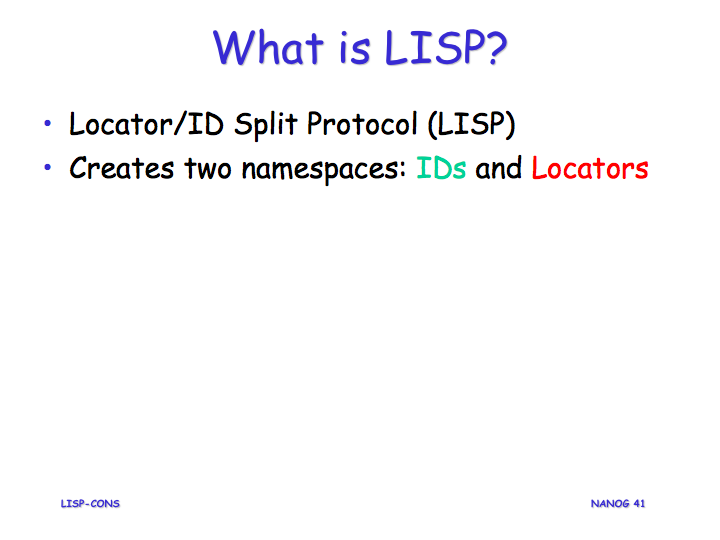 What is LISP?
• Locator/ID Split Protocol (LISP)
• Creates two namespaces: IDs and Locators
LISP-CONS
NANOG 41